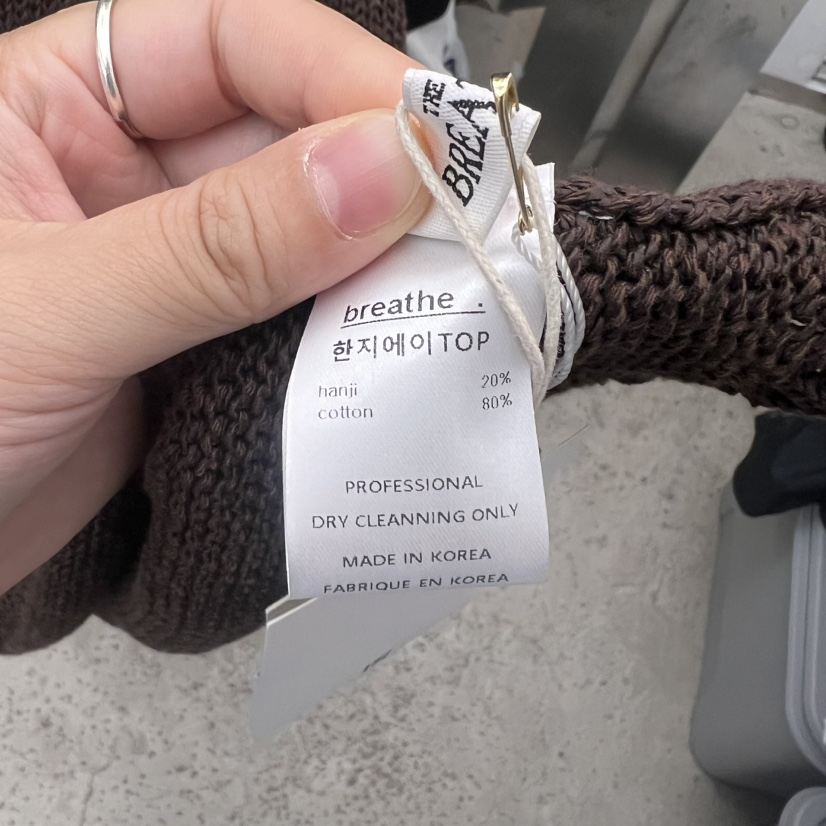 THE
breathe .
한지에이TOP
hanji 20%
cotton 80%
PROFESSIONAL
DRY CLEANNING ONLY
MADE IN KOREA
FABRIQUE EN KOREA